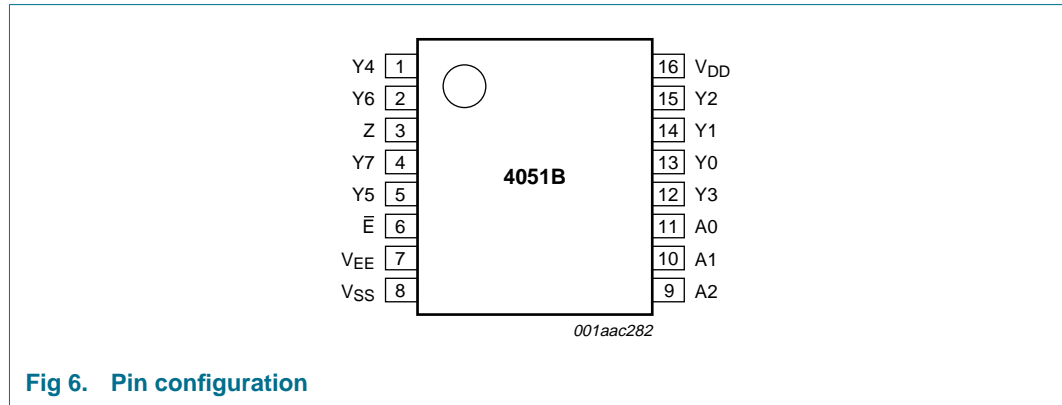 Y4 1 16 VDD
Y6 2 15 Y2
Z 3 14 Y1
Y7 4 13 Y0
4051B
Y5 5 12 Y3
E̅ 6 11 A0
VEE 7 10 A1
VSS 8 9 A2
001aac282
Fig 6. Pin configuration